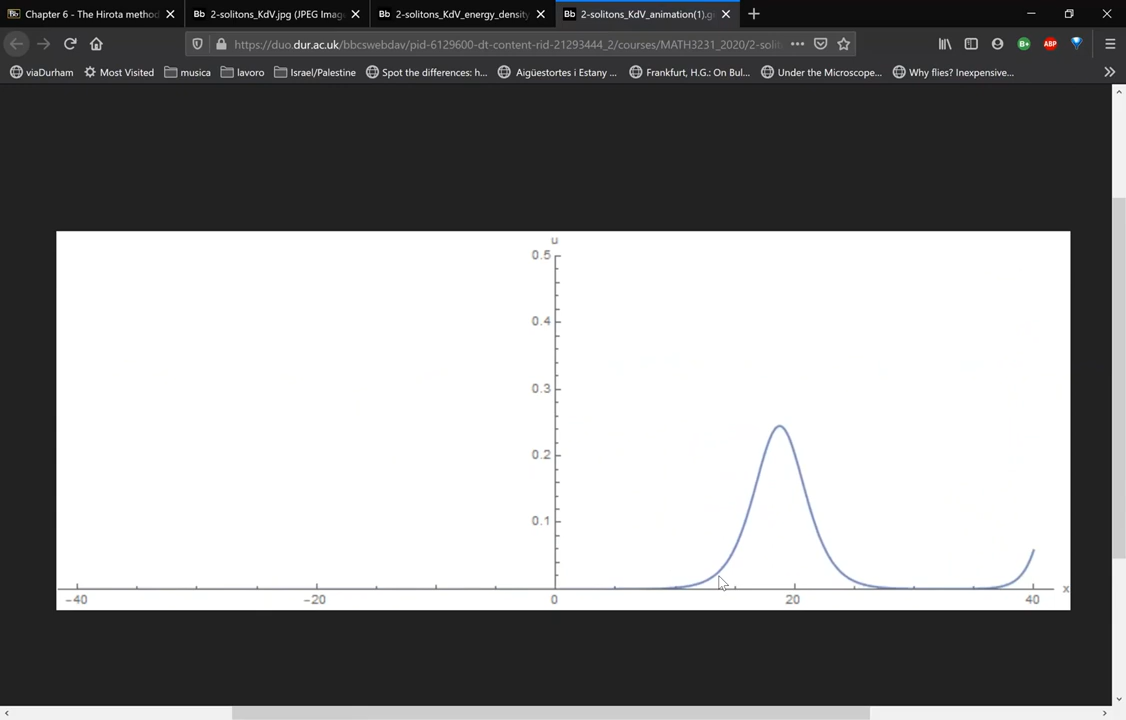 Chapter 6 - The Hirota method
2-solitons_KdV.jpg (JPEG Imag
2-solitons_KdV_energy_density
2-solitons_KdV_animation(1).g
https://duo.dur.ac.uk/bbcswebdav/pid-6129600-dt-content-rid-21293444_2/courses/MATH3231_2020/2-solit
viaDurham
Most Visited
musica
lavoro
Israel/Palestine
Spot the differences: h...
Aigüestortes i Estany ...
Frankfurt, H.G.: On Bul...
Under the Microscope...
Why flies? Inexpensive...
u
0.5
0.4
0.3
0.2
0.1
-40
-20
0
20
40
x